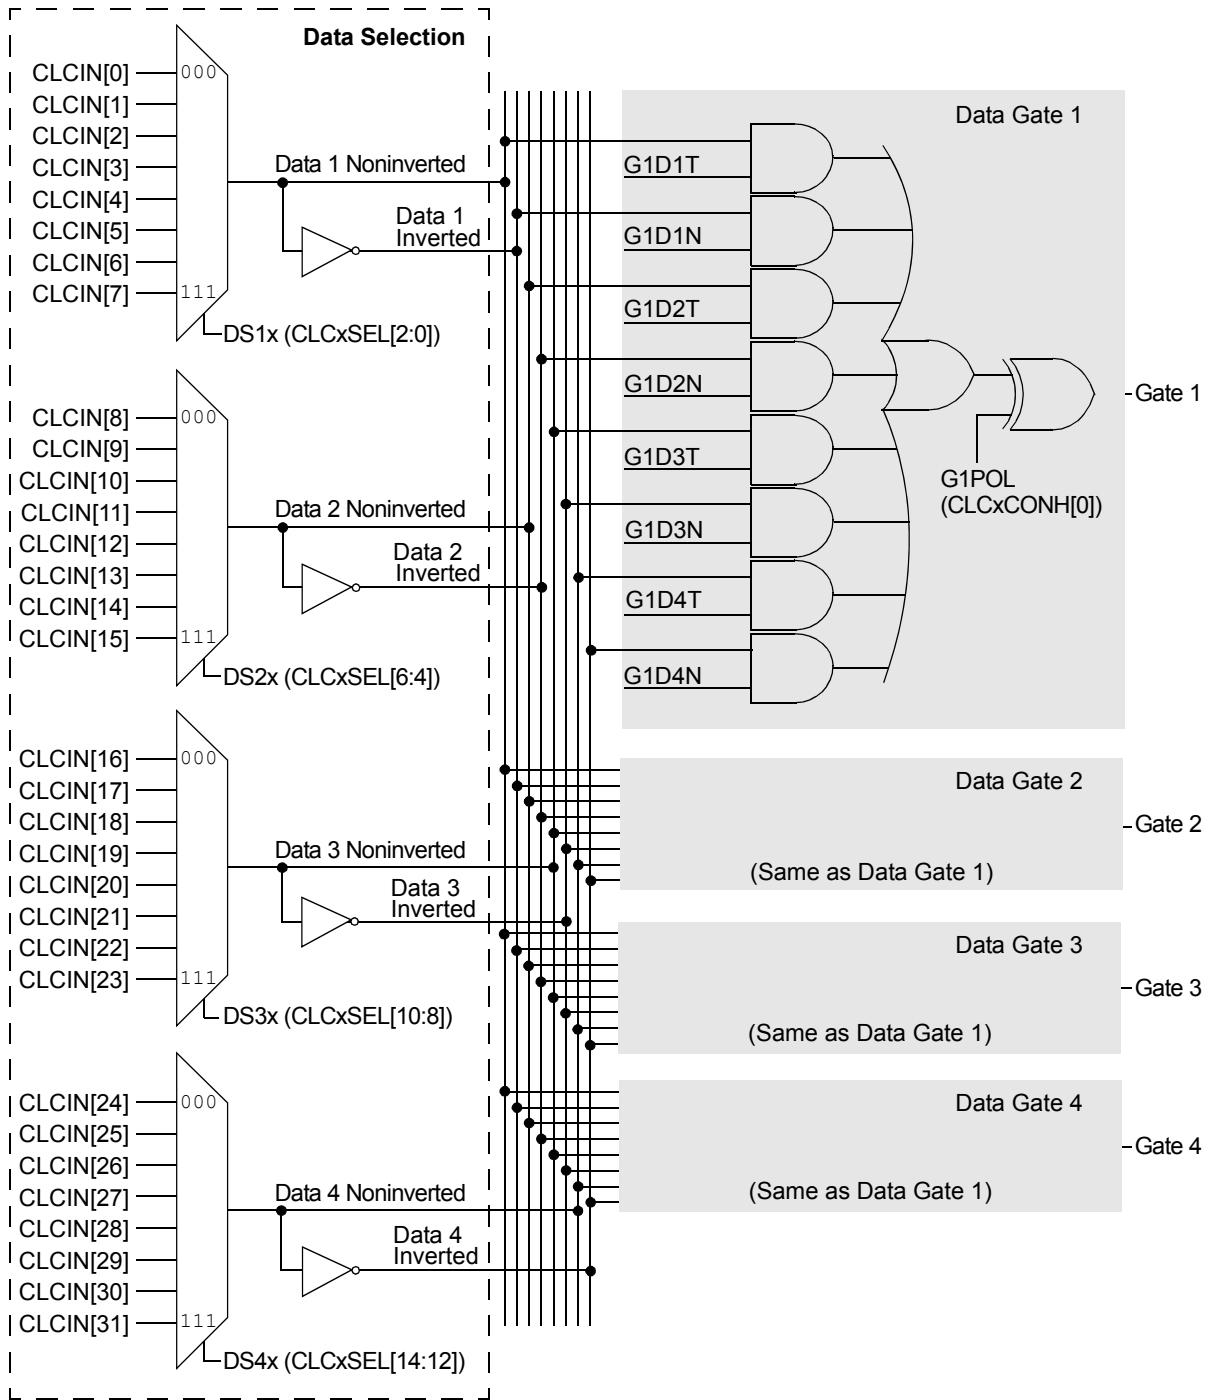 Data Selection
CLCIN[0]
000
CLCIN[1]
CLCIN[2]
CLCIN[3]
CLCIN[4]
CLCIN[5]
CLCIN[6]
CLCIN[7]
111
DS1x (CLCxSEL[2:0])
Data 1 Noninverted
Data 1
Inverted
CLCIN[8]
000
CLCIN[9]
CLCIN[10]
CLCIN[11]
CLCIN[12]
CLCIN[13]
CLCIN[14]
CLCIN[15]
111
DS2x (CLCxSEL[6:4])
Data 2 Noninverted
Data 2
Inverted
CLCIN[16]
000
CLCIN[17]
CLCIN[18]
CLCIN[19]
CLCIN[20]
CLCIN[21]
CLCIN[22]
CLCIN[23]
111
DS3x (CLCxSEL[10:8])
Data 3 Noninverted
Data 3
Inverted
CLCIN[24]
000
CLCIN[25]
CLCIN[26]
CLCIN[27]
CLCIN[28]
CLCIN[29]
CLCIN[30]
CLCIN[31]
111
DS4x (CLCxSEL[14:12])
Data 4 Noninverted
Data 4
Inverted
Data Gate 1
G1D1T
G1D1N
G1D2T
G1D2N
G1D3T
G1D3N
G1D4T
G1D4N
G1POL
(CLCxCONH[0])
Gate 1
Data Gate 2
(Same as Data Gate 1)
Gate 2
Data Gate 3
(Same as Data Gate 1)
Gate 3
Data Gate 4
(Same as Data Gate 1)
Gate 4